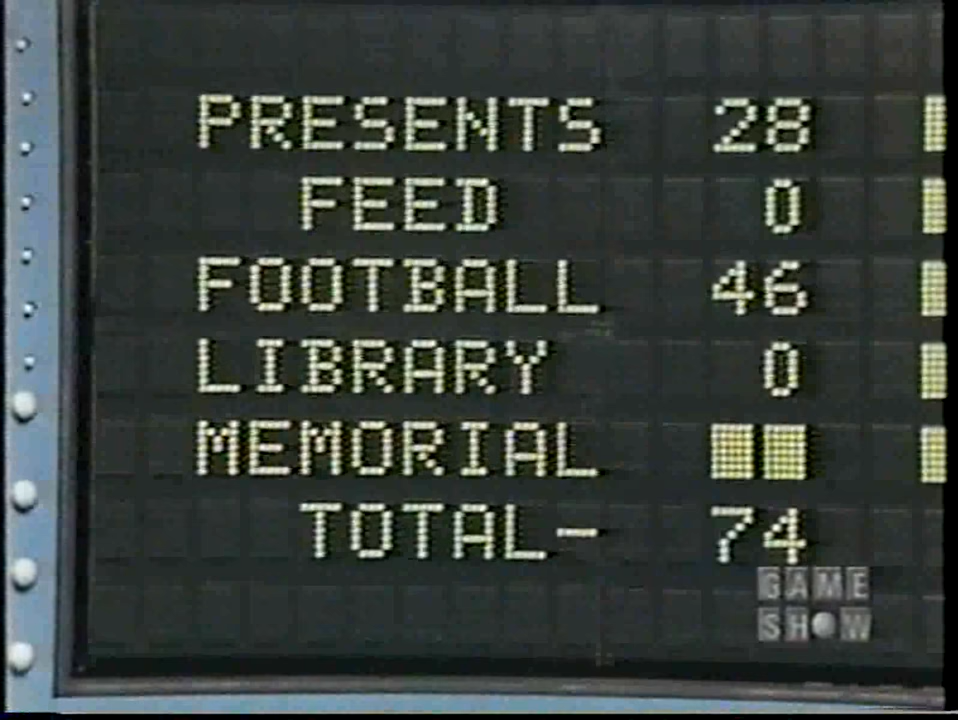 PRESENTS 28
FEED 0
FOOTBALL 46
LIBRARY 0
MEMORIAL
TOTAL- 74
GAME
SHOW